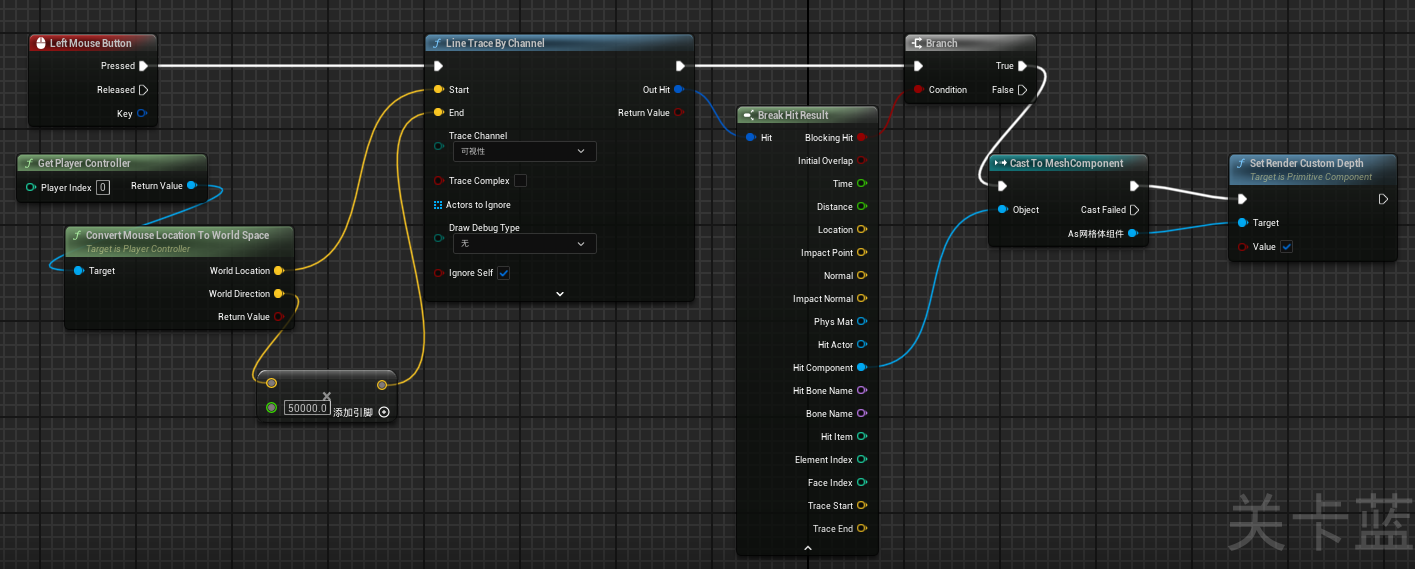 Left Mouse Button
Pressed
Released
Key
Get Player Controller
Player Index 0
Return Value
Convert Mouse Location To World Space
Target is Player Controller
Target
World Location
World Direction
Return Value
50000.0
添加引脚
Line Trace By Channel
Start
Out Hit
End
Return Value
Trace Channel
可视性
Trace Complex
Actors to Ignore
Draw Debug Type
无
Ignore Self
Break Hit Result
Hit
Blocking Hit
Initial Overlap
Time
Distance
Location
Impact Point
Normal
Impact Normal
Phys Mat
Hit Actor
Hit Component
Hit Bone Name
Bone Name
Hit Item
Element Index
Face Index
Trace Start
Trace End
Branch
True
Condition
False
Cast To MeshComponent
Object
Cast Failed
As网格体组件
Set Render Custom Depth
Target is Primitive Component
Target
Value
关卡蓝